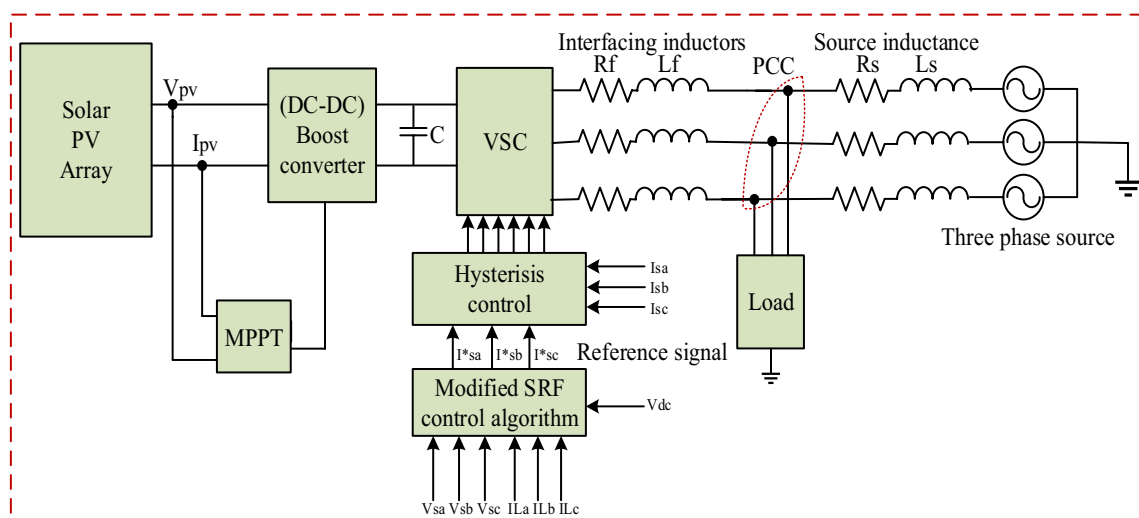 Interfacing inductors
Source inductance
Rf
Lf
PCC
Rs
Ls
Vpv
Solar
PV
Array
(DC-DC)
Boost
converter
C
VSC
Ipv
Three phase source
Hysterisis
control
Isa
Isb
Isc
Load
MPPT
I*sa
I*sb
I*sc
Reference signal
Modified SRF
control algorithm
Vdc
Vsa
Vsb
Vsc
ILa
ILb
ILc